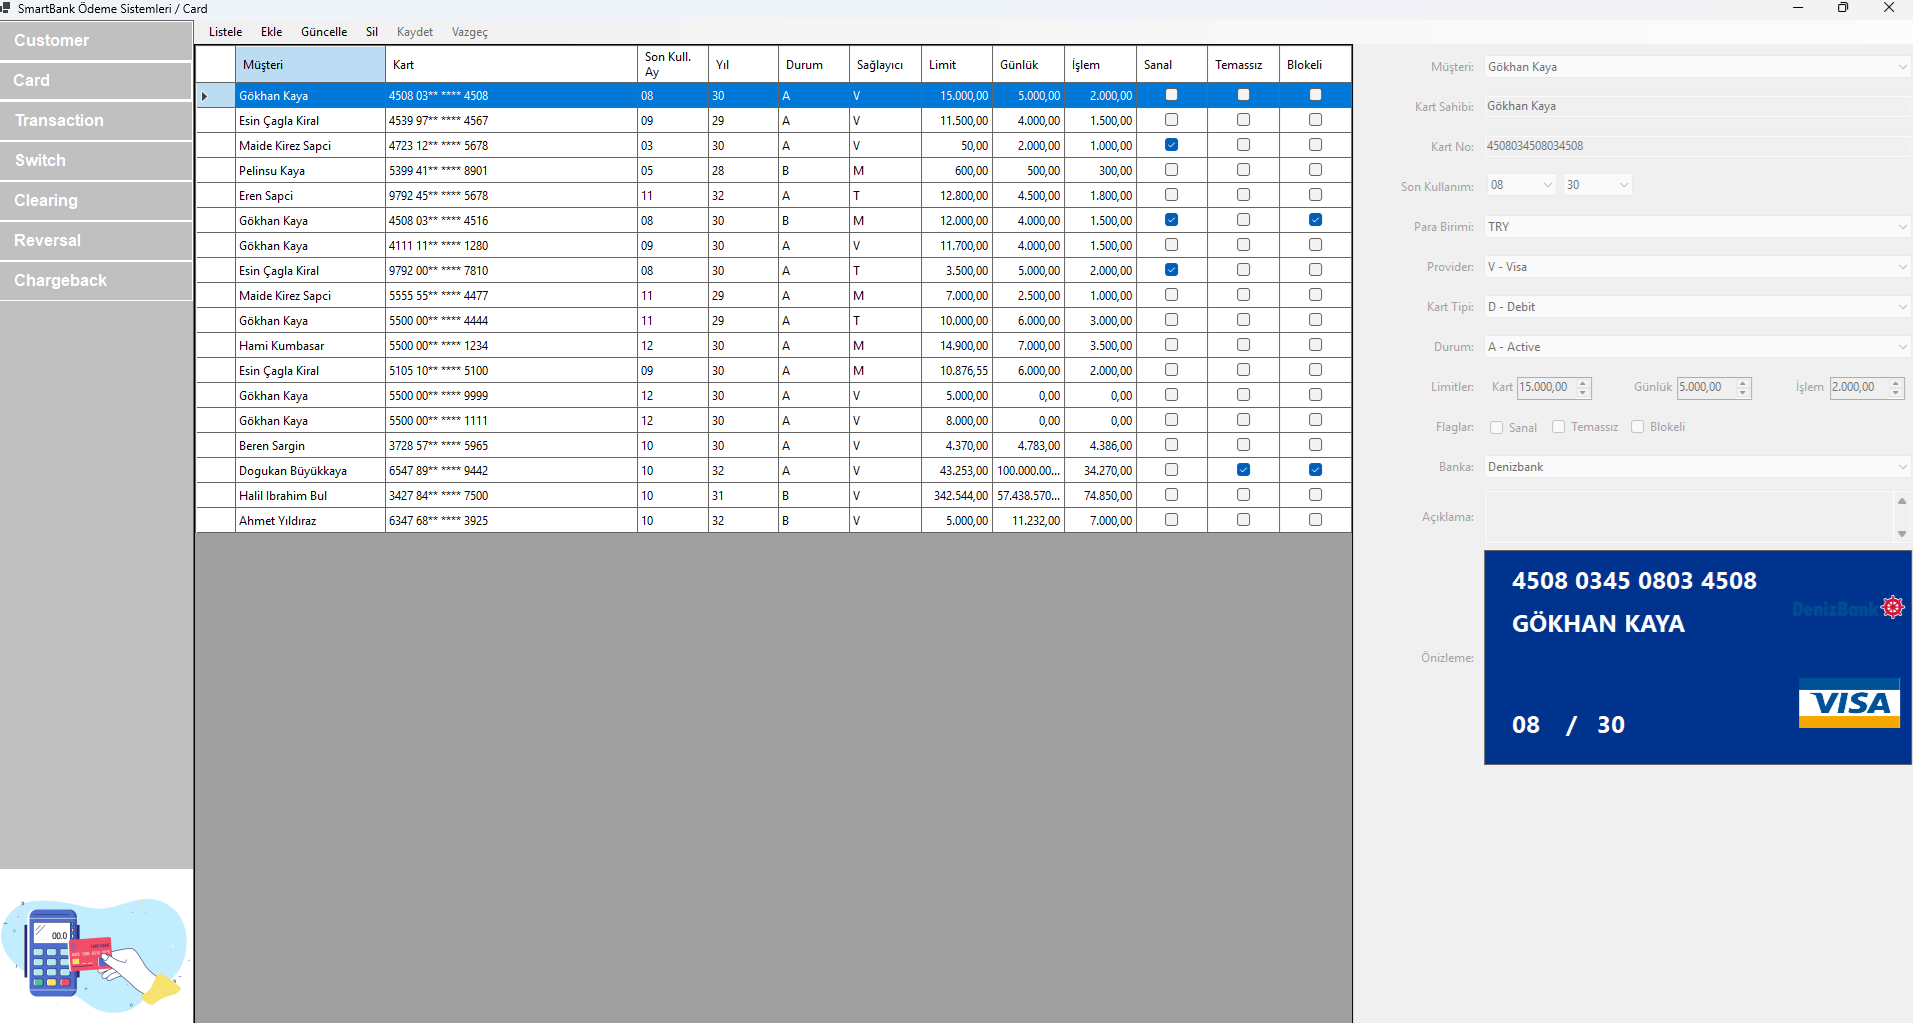 SmartBank Ödeme Sistemleri / Card
Customer
Card
Transaction
Switch
Clearing
Reversal
Chargeback
Listele Ekle Güncelle Sil Kaydet Vazgeç
Müşteri Kart Son Kull. Ay Yıl Durum Sağlayıcı Limit Günlük İşlem Sanal Temassız Blokeli
Gökhan Kaya 4508 03** **** 4508 08 30 A V 15.000,00 5.000,00 2.000,00
Esin Çagla Kiral 4539 97** **** 4567 09 29 A V 11.500,00 4.000,00 1.500,00
Maide Kirez Sapci 4723 12** **** 5678 03 30 A V 50,00 2.000,00 1.000,00
Pelinsu Kaya 5399 41** **** 8901 05 28 B M 600,00 500,00 300,00
Eren Sapci 9792 45** **** 5678 11 32 A T 12.800,00 4.500,00 1.800,00
Gökhan Kaya 4508 03** **** 4516 08 30 B M 12.000,00 4.000,00 1.500,00
Gökhan Kaya 4111 11** **** 1280 09 30 A V 11.700,00 4.000,00 1.500,00
Esin Çagla Kiral 9792 00** **** 7810 08 30 A T 3.500,00 5.000,00 2.000,00
Maide Kirez Sapci 5555 55** **** 4477 11 29 A M 7.000,00 2.500,00 1.000,00
Gökhan Kaya 5500 00** **** 4444 11 29 A T 10.000,00 6.000,00 3.000,00
Hami Kumbasar 5500 00** **** 1234 12 30 A M 14.900,00 7.000,00 3.500,00
Esin Çagla Kiral 5105 10** **** 5100 09 30 A M 10.876,55 6.000,00 2.000,00
Gökhan Kaya 5500 00** **** 9999 12 30 A V 5.000,00 0,00 0,00
Gökhan Kaya 5500 00** **** 1111 12 30 A V 8.000,00 0,00 0,00
Beren Sargin 3728 57** **** 5965 10 30 A V 4.370,00 4.783,00 4.386,00
Dogukan Büyükkaya 6547 89** **** 9442 10 32 A V 43.253,00 100.000.00... 34.270,00
Halil Ibrahim Bul 3427 84** **** 7500 10 31 B V 342.544,00 57.438.570... 74.850,00
Ahmet Yıldıraz 6347 68** **** 3925 10 32 B V 5.000,00 11.232,00 7.000,00
Müşteri: Gökhan Kaya
Kart Sahibi: Gökhan Kaya
Kart No: 4508034508034508
Son Kullanım: 08 30
Para Birimi: TRY
Provider: V - Visa
Kart Tipi: D - Debit
Durum: A - Active
Limitler: Kart 15.000,00 Günlük 5.000,00 İşlem 2.000,00
Flaglar: Sanal Temassız Blokeli
Banka: Denizbank
Açıklama:
Önizleme:
4508 0345 0803 4508
DenizBank
GÖKHAN KAYA
VISA
08 / 30
00.0